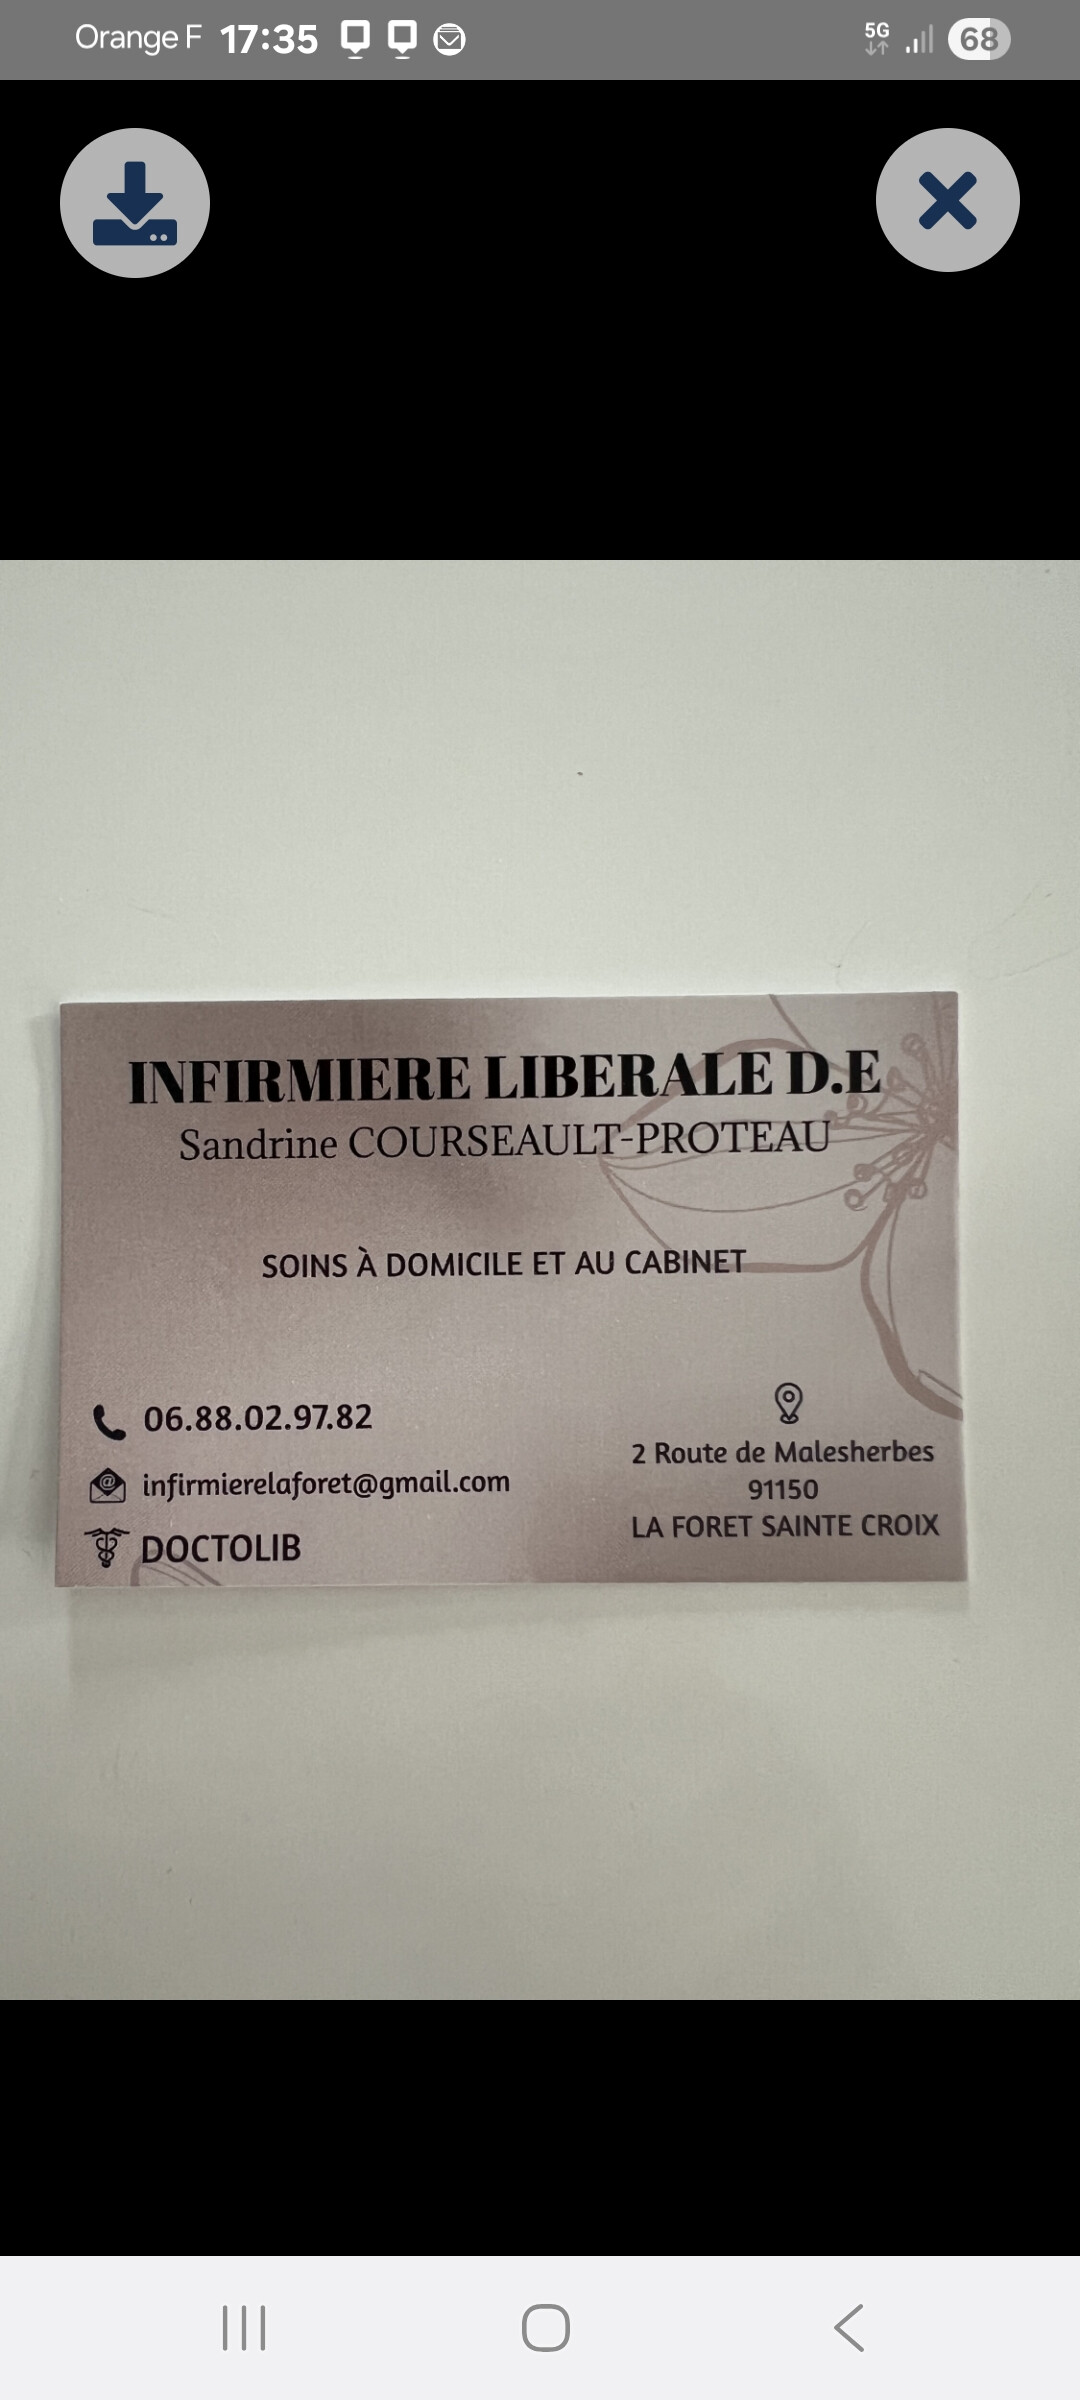 Orange F 17:35 5G 68
INFIRMIERE LIBERALE D.E
Sandrine COURSEAULT-PROTEAU
SOINS À DOMICILE ET AU CABINET
06.88.02.97.82
infirmierelaforet@gmail.com
DOCTOLIB
2 Route de Malesherbes
91150
LA FORET SAINTE CROIX